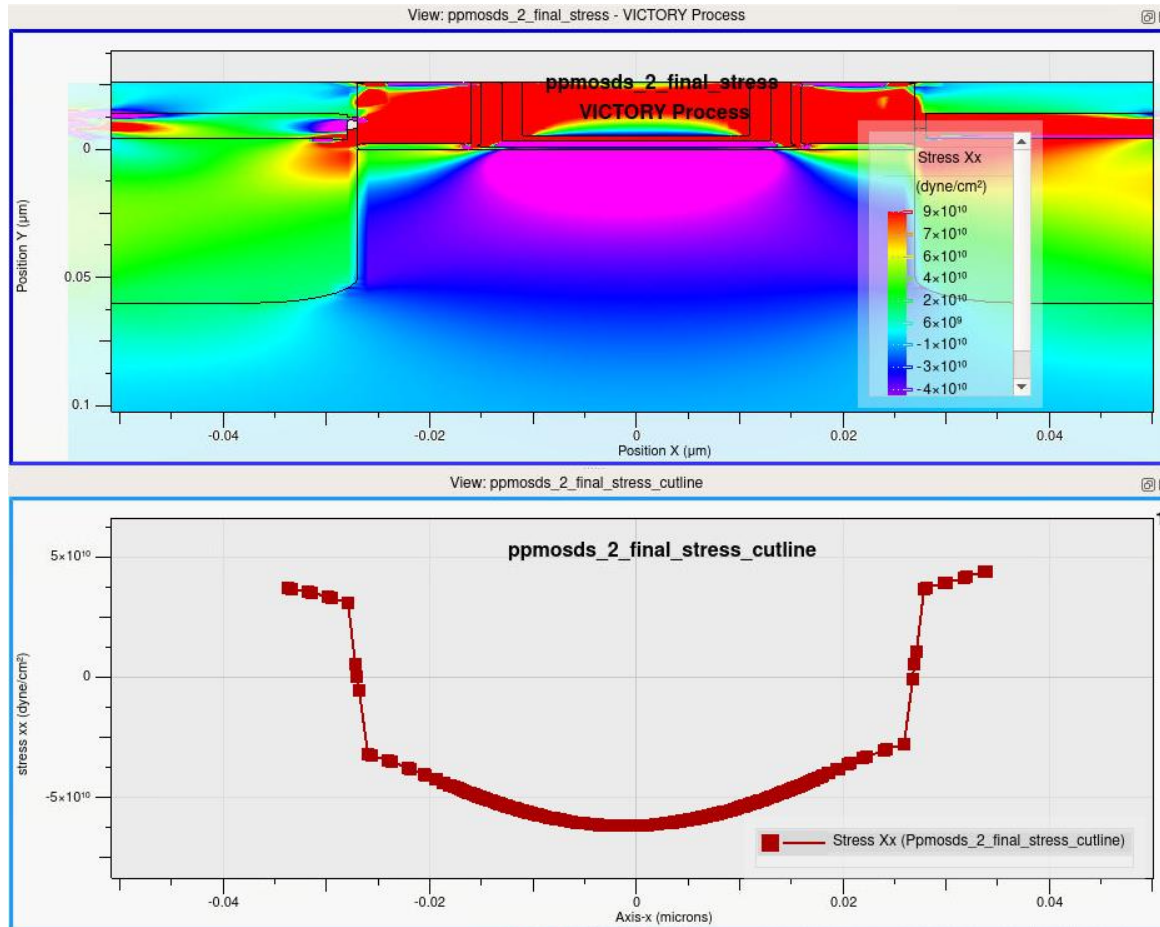 View: ppmosds_2_final_stress - VICTORY Process
ppmosds_2_final_stress
VICTORY Process
Position Y (μm)
0
0.05
0.1
Stress Xx
(dyne/cm²)
9×10¹⁰
7×10¹⁰
6×10¹⁰
4×10¹⁰
2×10¹⁰
6×10⁹
-1×10¹⁰
-3×10¹⁰
-4×10¹⁰
-0.04
-0.02
0
0.02
0.04
Position X (μm)
View: ppmosds_2_final_stress_cutline
ppmosds_2_final_stress_cutline
stress xx (dyne/cm²)
5×10¹⁰
0
-5×10¹⁰
Stress Xx (Ppmosds_2_final_stress_cutline)
-0.04
-0.02
0
0.02
0.04
Axis-x (microns)